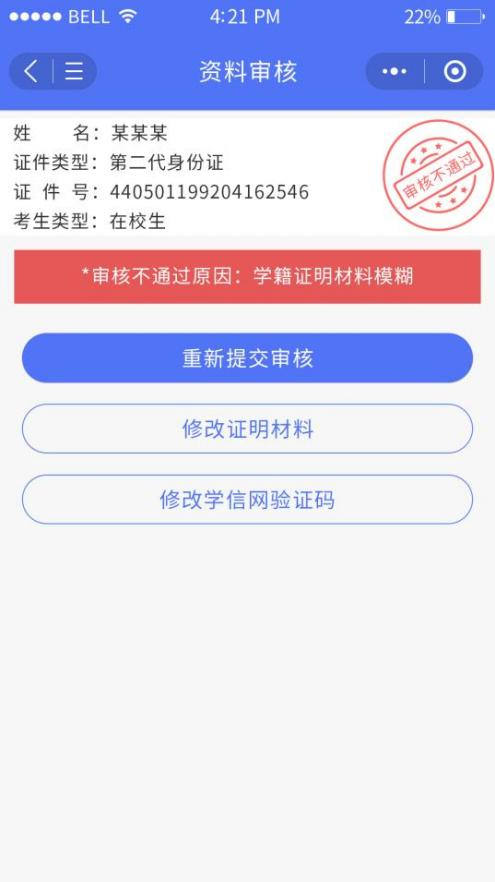 ●●●●● BELL 4:21 PM 22%
资料审核
姓 名：某某某
证件类型：第二代身份证
证 件 号：440501199204162546
考生类型：在校生
审核不通过
*审核不通过原因：学籍证明材料模糊
重新提交审核
修改证明材料
修改学信网验证码